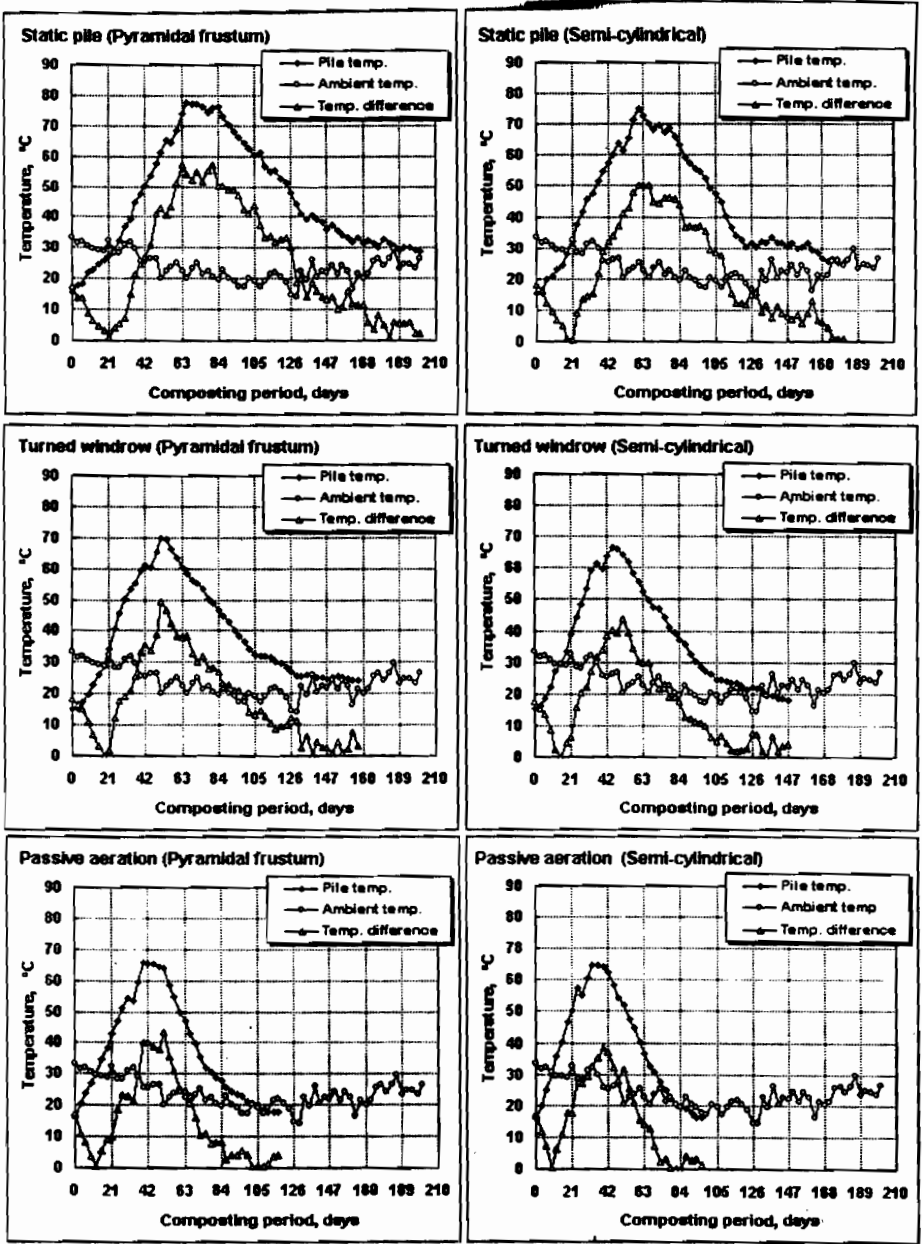 Static pile (Pyramidal frustum)
Pile temp.
Ambient temp.
Temp. difference
90
80
70
60
50
40
30
20
10
0
Temperature, °C
0 21 42 63 84 105 126 147 168 189 210
Composting period, days
Static pile (Semi-cylindrical)
Pile temp.
Ambient temp.
Temp. difference
90
80
70
60
50
40
30
20
10
0
Temperature, °C
0 21 42 63 84 105 126 147 168 189 210
Composting period, days
Turned windrow (Pyramidal frustum)
Pile temp.
Ambient temp.
Temp. difference
90
80
70
60
50
40
30
20
10
0
Temperature, °C
0 21 42 63 84 105 126 147 168 189 210
Composting period, days
Turned windrow (Semi-cylindrical)
Pile temp.
Ambient temp.
Temp. difference
90
80
70
60
50
40
30
20
10
0
Temperature, °C
0 21 42 63 84 105 126 147 168 189 210
Composting period, days
Passive aeration (Pyramidal frustum)
Pile temp.
Ambient temp.
Temp. difference
90
80
70
60
50
40
30
20
10
0
Temperature, °C
0 21 42 63 84 105 126 147 168 189 210
Composting period, days
Passive aeration (Semi-cylindrical)
Pile temp.
Ambient temp
Temp. difference
90
80
70
60
50
40
30
20
10
0
Temperature, °C
0 21 42 63 84 105 126 147 168 189 210
Composting period, days